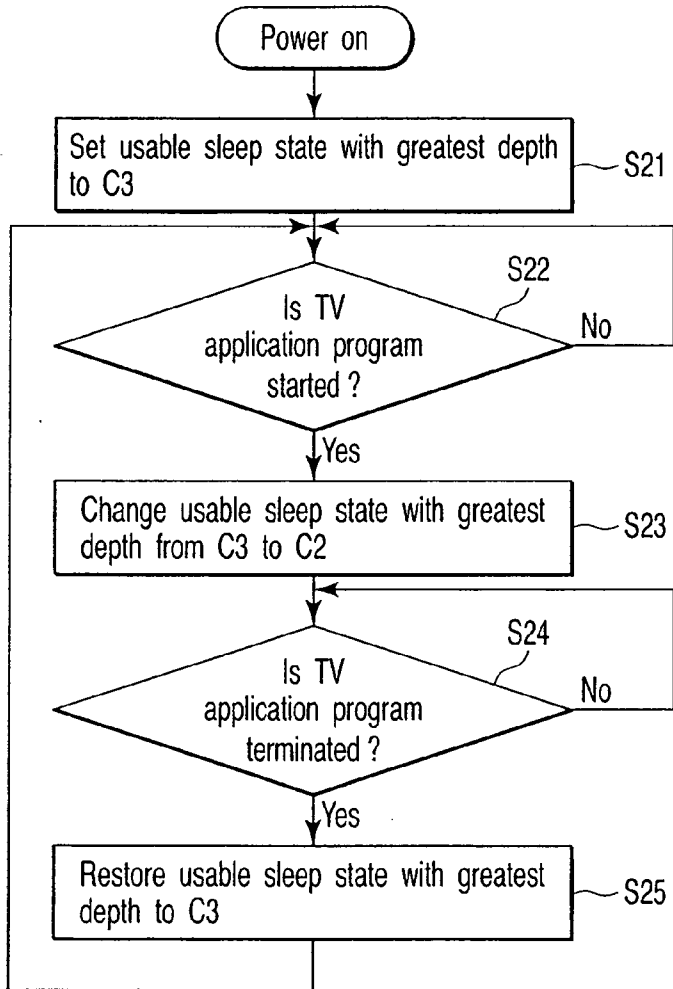 Power on
Set usable sleep state with greatest depth
to C3
S21
S22
Is TV
application program
started ?
No
Yes
Change usable sleep state with greatest
depth from C3 to C2
S23
S24
Is TV
application program
terminated ?
No
Yes
Restore usable sleep state with greatest
depth to C3
S25